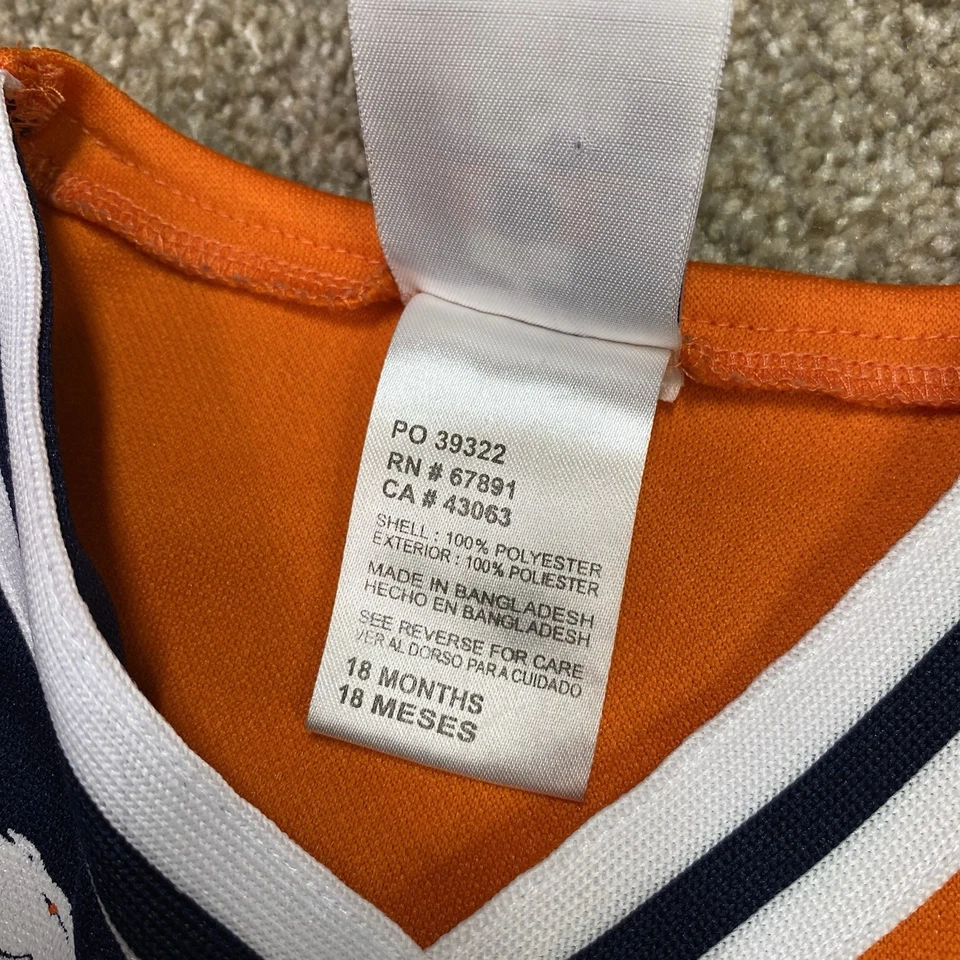 PO 39322
RN # 67891
CA # 43063
SHELL : 100% POLYESTER
EXTERIOR : 100% POLIESTER
MADE IN BANGLADESH
HECHO EN BANGLADESH
SEE REVERSE FOR CARE
VER AL DORSO PARA CUIDADO
18 MONTHS
18 MESES